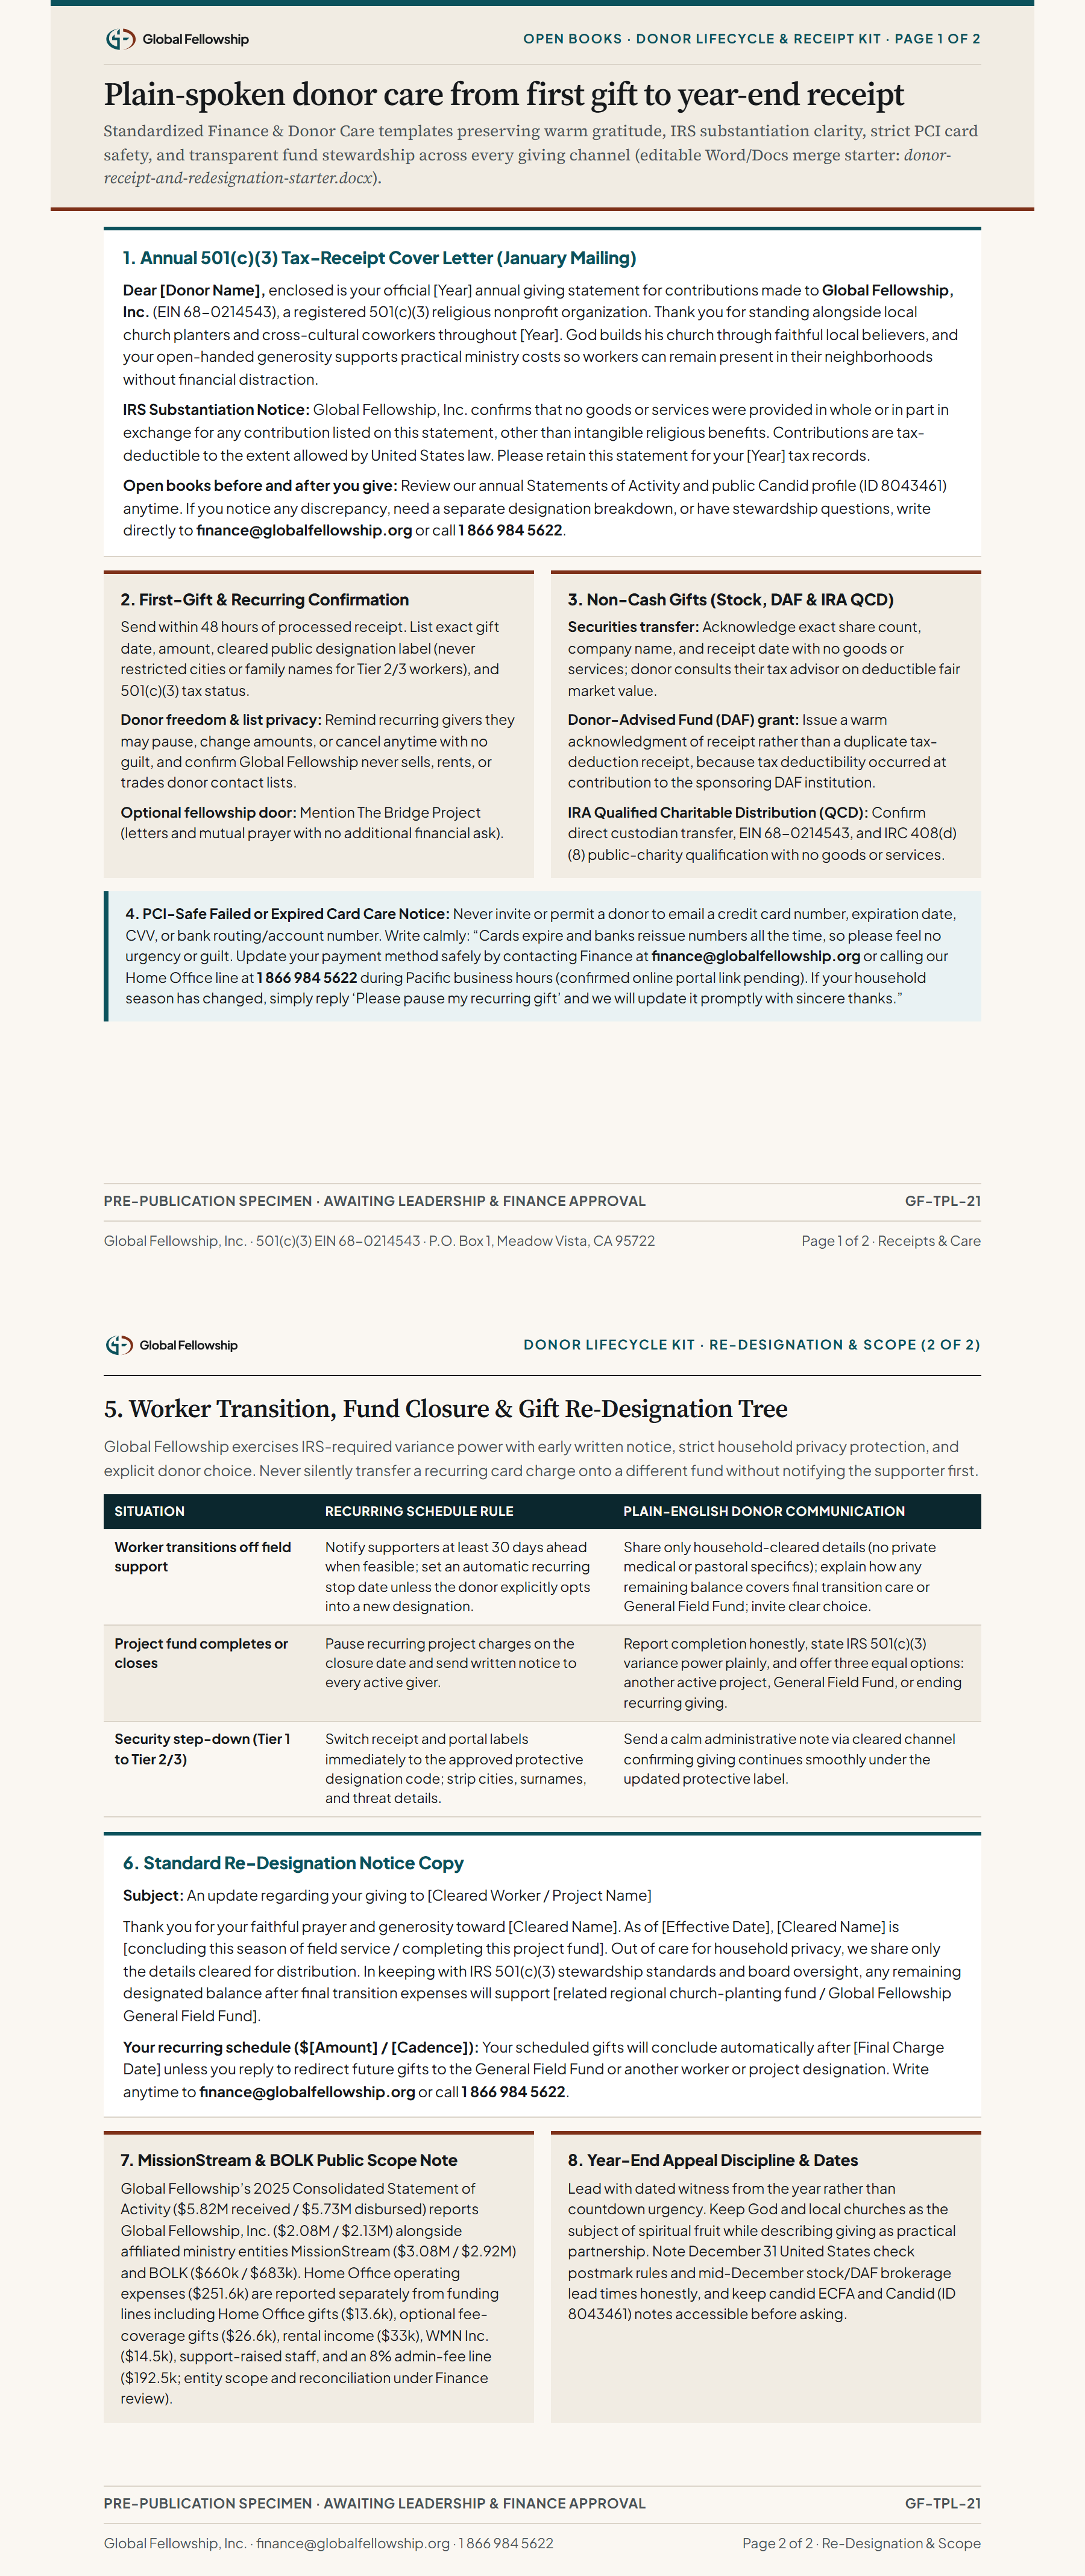 Global Fellowship
OPEN BOOKS · DONOR LIFECYCLE & RECEIPT KIT · PAGE 1 OF 2
Plain-spoken donor care from first gift to year-end receipt
Standardized Finance & Donor Care templates preserving warm gratitude, IRS substantiation clarity, strict PCI card
safety, and transparent fund stewardship across every giving channel (editable Word/Docs merge starter: donor-
receipt-and-redesignation-starter.docx).
1. Annual 501(c)(3) Tax-Receipt Cover Letter (January Mailing)
Dear [Donor Name], enclosed is your official [Year] annual giving statement for contributions made to Global Fellowship,
Inc. (EIN 68-0214543), a registered 501(c)(3) religious nonprofit organization. Thank you for standing alongside local
church planters and cross-cultural coworkers throughout [Year]. God builds his church through faithful local believers, and
your open-handed generosity supports practical ministry costs so workers can remain present in their neighborhoods
without financial distraction.
IRS Substantiation Notice: Global Fellowship, Inc. confirms that no goods or services were provided in whole or in part in
exchange for any contribution listed on this statement, other than intangible religious benefits. Contributions are tax-
deductible to the extent allowed by United States law. Please retain this statement for your [Year] tax records.
Open books before and after you give: Review our annual Statements of Activity and public Candid profile (ID 8043461)
anytime. If you notice any discrepancy, need a separate designation breakdown, or have stewardship questions, write
directly to finance@globalfellowship.org or call 1 866 984 5622.
2. First-Gift & Recurring Confirmation
Send within 48 hours of processed receipt. List exact gift
date, amount, cleared public designation label (never
restricted cities or family names for Tier 2/3 workers), and
501(c)(3) tax status.
Donor freedom & list privacy: Remind recurring givers they
may pause, change amounts, or cancel anytime with no
guilt, and confirm Global Fellowship never sells, rents, or
trades donor contact lists.
Optional fellowship door: Mention The Bridge Project
(letters and mutual prayer with no additional financial ask).
3. Non-Cash Gifts (Stock, DAF & IRA QCD)
Securities transfer: Acknowledge exact share count,
company name, and receipt date with no goods or
services; donor consults their tax advisor on deductible fair
market value.
Donor-Advised Fund (DAF) grant: Issue a warm
acknowledgment of receipt rather than a duplicate tax-
deduction receipt, because tax deductibility occurred at
contribution to the sponsoring DAF institution.
IRA Qualified Charitable Distribution (QCD): Confirm
direct custodian transfer, EIN 68-0214543, and IRC 408(d)
(8) public-charity qualification with no goods or services.
4. PCI-Safe Failed or Expired Card Care Notice: Never invite or permit a donor to email a credit card number, expiration date,
CVV, or bank routing/account number. Write calmly: “Cards expire and banks reissue numbers all the time, so please feel no
urgency or guilt. Update your payment method safely by contacting Finance at finance@globalfellowship.org or calling our
Home Office line at 1 866 984 5622 during Pacific business hours (confirmed online portal link pending). If your household
season has changed, simply reply ‘Please pause my recurring gift’ and we will update it promptly with sincere thanks.”
PRE-PUBLICATION SPECIMEN · AWAITING LEADERSHIP & FINANCE APPROVAL
GF-TPL-21
Global Fellowship, Inc. · 501(c)(3) EIN 68-0214543 · P.O. Box 1, Meadow Vista, CA 95722
Page 1 of 2 · Receipts & Care
Global Fellowship
DONOR LIFECYCLE KIT · RE-DESIGNATION & SCOPE (2 OF 2)
5. Worker Transition, Fund Closure & Gift Re-Designation Tree
Global Fellowship exercises IRS-required variance power with early written notice, strict household privacy protection, and
explicit donor choice. Never silently transfer a recurring card charge onto a different fund without notifying the supporter first.
SITUATION
RECURRING SCHEDULE RULE
PLAIN-ENGLISH DONOR COMMUNICATION
Worker transitions off field
support
Notify supporters at least 30 days ahead
when feasible; set an automatic recurring
stop date unless the donor explicitly opts
into a new designation.
Share only household-cleared details (no private
medical or pastoral specifics); explain how any
remaining balance covers final transition care or
General Field Fund; invite clear choice.
Project fund completes or
closes
Pause recurring project charges on the
closure date and send written notice to
every active giver.
Report completion honestly, state IRS 501(c)(3)
variance power plainly, and offer three equal options:
another active project, General Field Fund, or ending
recurring giving.
Security step-down (Tier 1
to Tier 2/3)
Switch receipt and portal labels
immediately to the approved protective
designation code; strip cities, surnames,
and threat details.
Send a calm administrative note via cleared channel
confirming giving continues smoothly under the
updated protective label.
6. Standard Re-Designation Notice Copy
Subject: An update regarding your giving to [Cleared Worker / Project Name]
Thank you for your faithful prayer and generosity toward [Cleared Name]. As of [Effective Date], [Cleared Name] is
[concluding this season of field service / completing this project fund]. Out of care for household privacy, we share only
the details cleared for distribution. In keeping with IRS 501(c)(3) stewardship standards and board oversight, any remaining
designated balance after final transition expenses will support [related regional church-planting fund / Global Fellowship
General Field Fund].
Your recurring schedule ($[Amount] / [Cadence]): Your scheduled gifts will conclude automatically after [Final Charge
Date] unless you reply to redirect future gifts to the General Field Fund or another worker or project designation. Write
anytime to finance@globalfellowship.org or call 1 866 984 5622.
7. MissionStream & BOLK Public Scope Note
Global Fellowship’s 2025 Consolidated Statement of
Activity ($5.82M received / $5.73M disbursed) reports
Global Fellowship, Inc. ($2.08M / $2.13M) alongside
affiliated ministry entities MissionStream ($3.08M / $2.92M)
and BOLK ($660k / $683k). Home Office operating
expenses ($251.6k) are reported separately from funding
lines including Home Office gifts ($13.6k), optional fee-
coverage gifts ($26.6k), rental income ($33k), WMN Inc.
($14.5k), support-raised staff, and an 8% admin-fee line
($192.5k; entity scope and reconciliation under Finance
review).
8. Year-End Appeal Discipline & Dates
Lead with dated witness from the year rather than
countdown urgency. Keep God and local churches as the
subject of spiritual fruit while describing giving as practical
partnership. Note December 31 United States check
postmark rules and mid-December stock/DAF brokerage
lead times honestly, and keep candid ECFA and Candid (ID
8043461) notes accessible before asking.
PRE-PUBLICATION SPECIMEN · AWAITING LEADERSHIP & FINANCE APPROVAL
GF-TPL-21
Global Fellowship, Inc. · finance@globalfellowship.org · 1 866 984 5622
Page 2 of 2 · Re-Designation & Scope